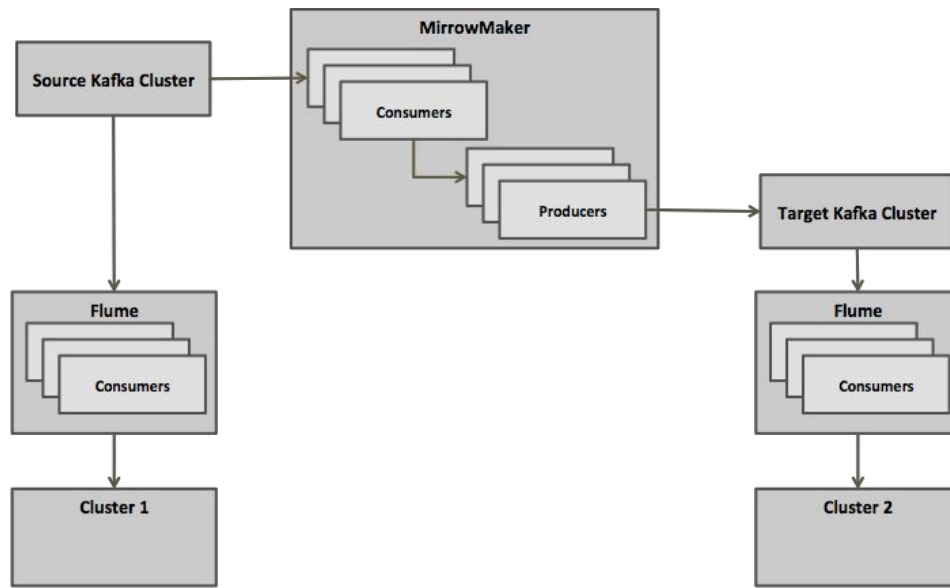 MirrowMaker
Source Kafka Cluster
Consumers
Producers
Target Kafka Cluster
Flume
Consumers
Flume
Consumers
Cluster 1
Cluster 2